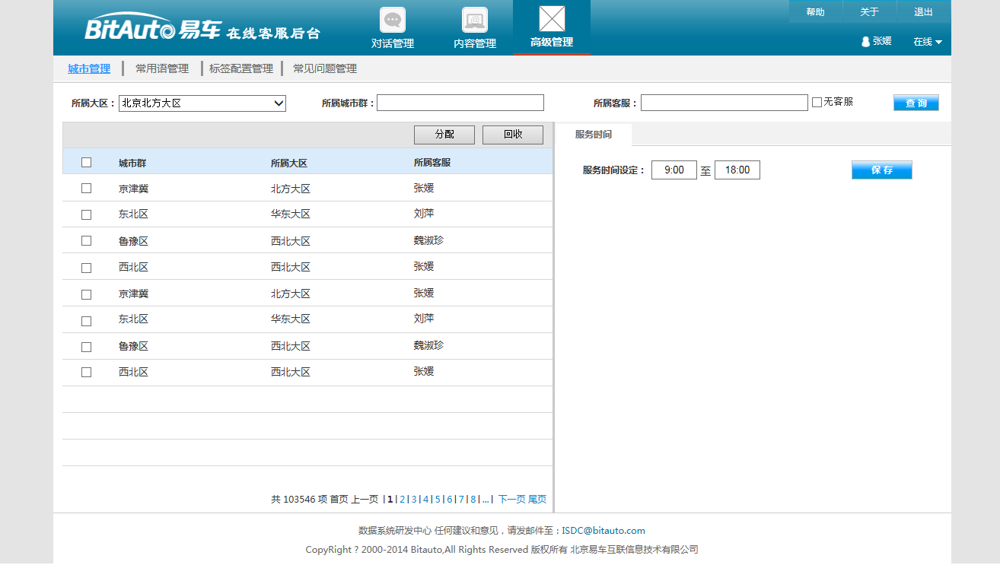 BitAuto 易车 在线客服后台
对话管理
内容管理
高级管理
帮助 关于 退出
张媛 在线
城市管理 常用语管理 标签配置管理 常见问题管理
所属大区： 北京北方大区 所属城市群： 所属客服： 无客服 查 询
分配 回收
服务时间
城市群 所属大区 所属客服
服务时间设定： 9:00 至 18:00 保 存
京津冀 北方大区 张媛
东北区 华东大区 刘萍
鲁豫区 西北大区 魏淑珍
西北区 西北大区 张媛
京津冀 北方大区 张媛
东北区 华东大区 刘萍
鲁豫区 西北大区 魏淑珍
西北区 西北大区 张媛
共 103546 项 首页 上一页 |1|2|3|4|5|6|7|8|...| 下一页 尾页
数据系统研发中心 任何建议和意见，请发邮件至：ISDC@bitauto.com
CopyRight ? 2000-2014 Bitauto,All Rights Reserved 版权所有 北京易车互联信息技术有限公司